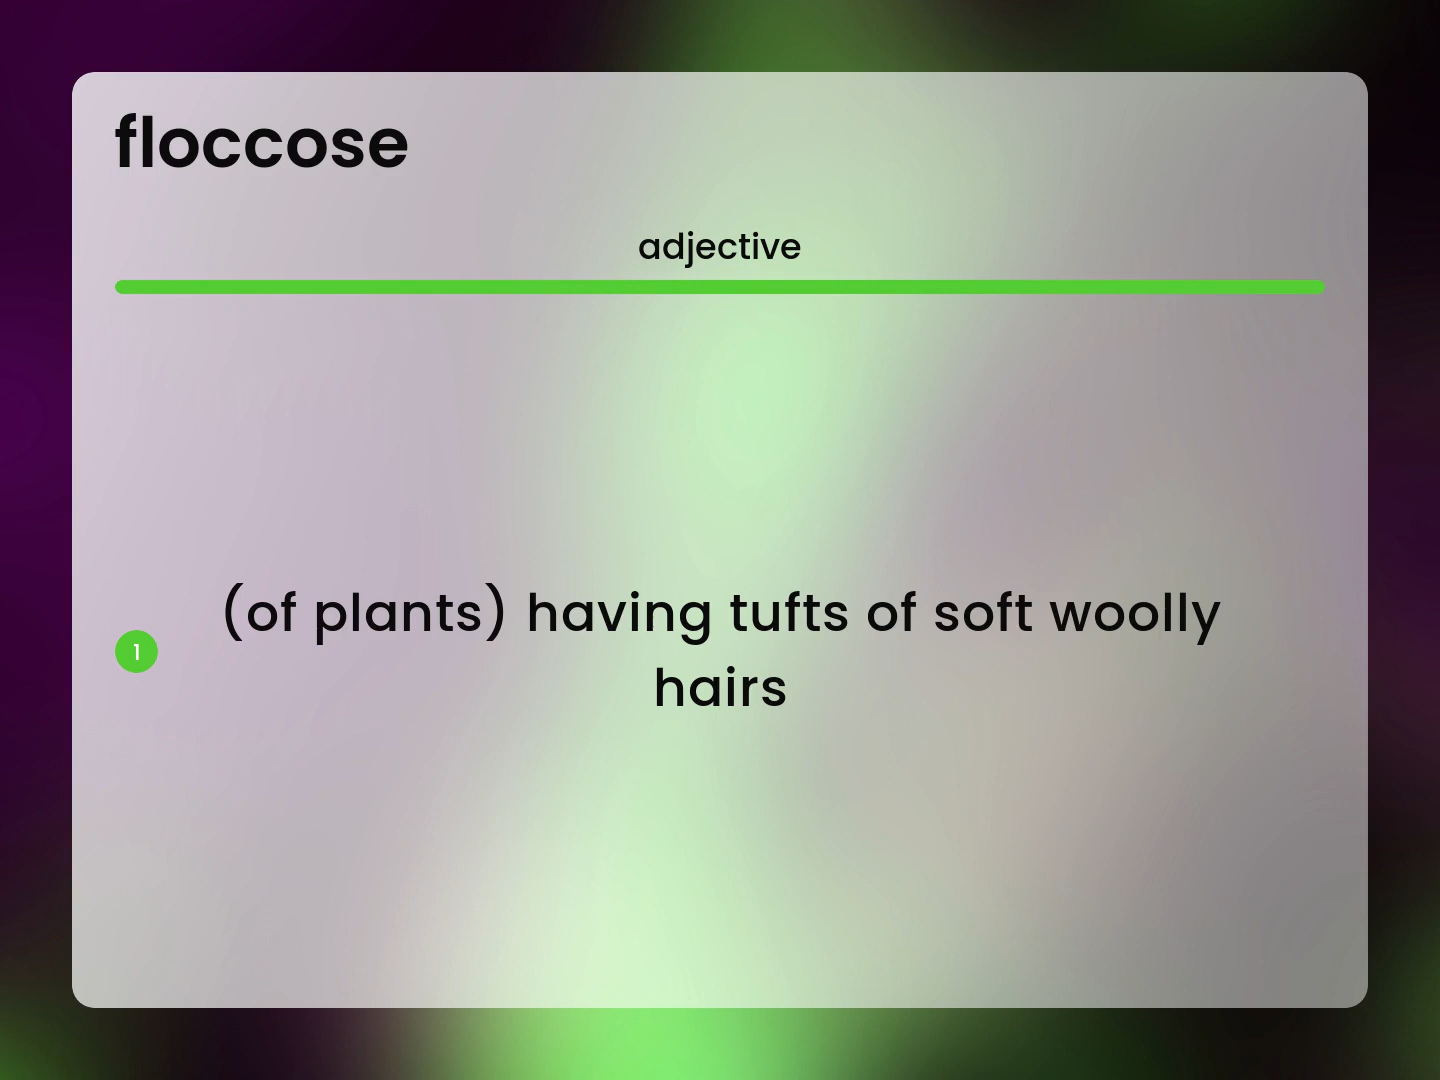 floccose
adjective
1
(of plants) having tufts of soft woolly
hairs